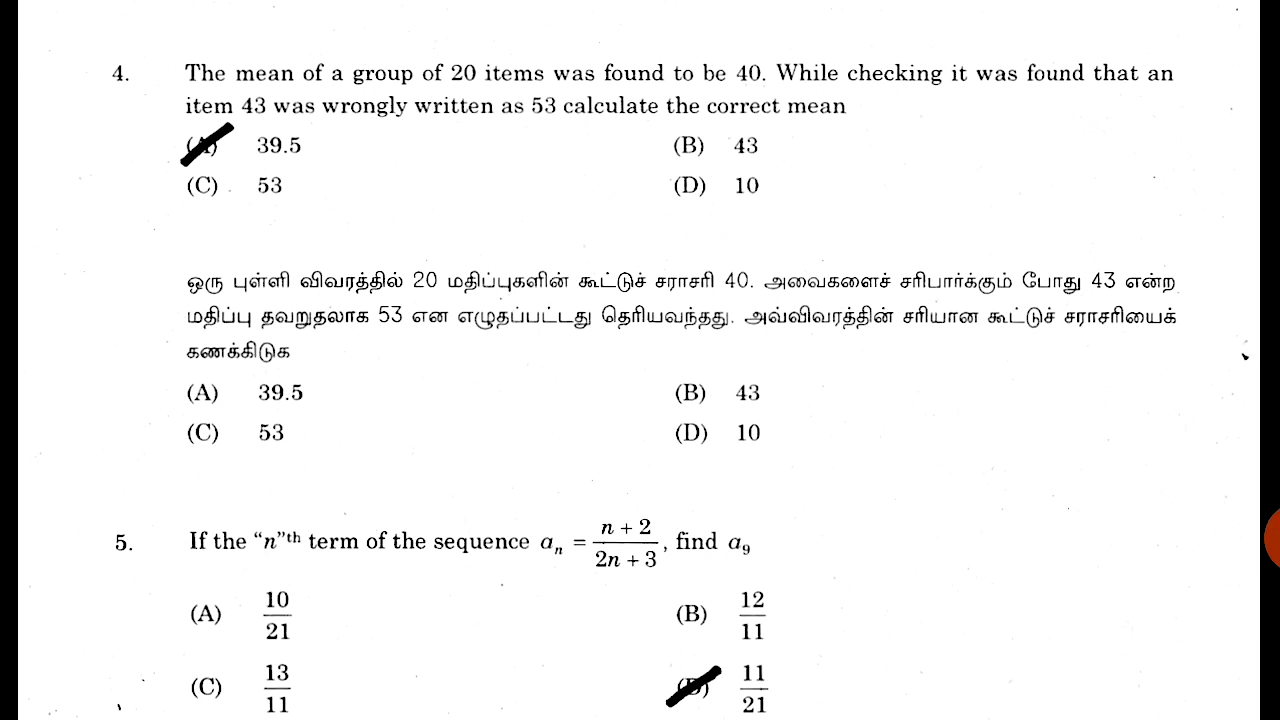 4. The mean of a group of 20 items was found to be 40. While checking it was found that an
item 43 was wrongly written as 53 calculate the correct mean
(A) 39.5 (B) 43
(C) 53 (D) 10
ஒரு புள்ளி விவரத்தில் 20 மதிப்புகளின் கூட்டுச் சராசரி 40. அவைகளைச் சரிபார்க்கும் போது 43 என்ற
மதிப்பு தவறுதலாக 53 என எழுதப்பட்டது தெரியவந்தது. அவ்விவரத்தின் சரியான கூட்டுச் சராசரியைக்
கணக்கிடுக
(A) 39.5 (B) 43
(C) 53 (D) 10
5. If the “n”th term of the sequence aₙ = (n + 2)/(2n + 3), find a₉
(A) 10/21 (B) 12/11
(C) 13/11 (D) 11/21